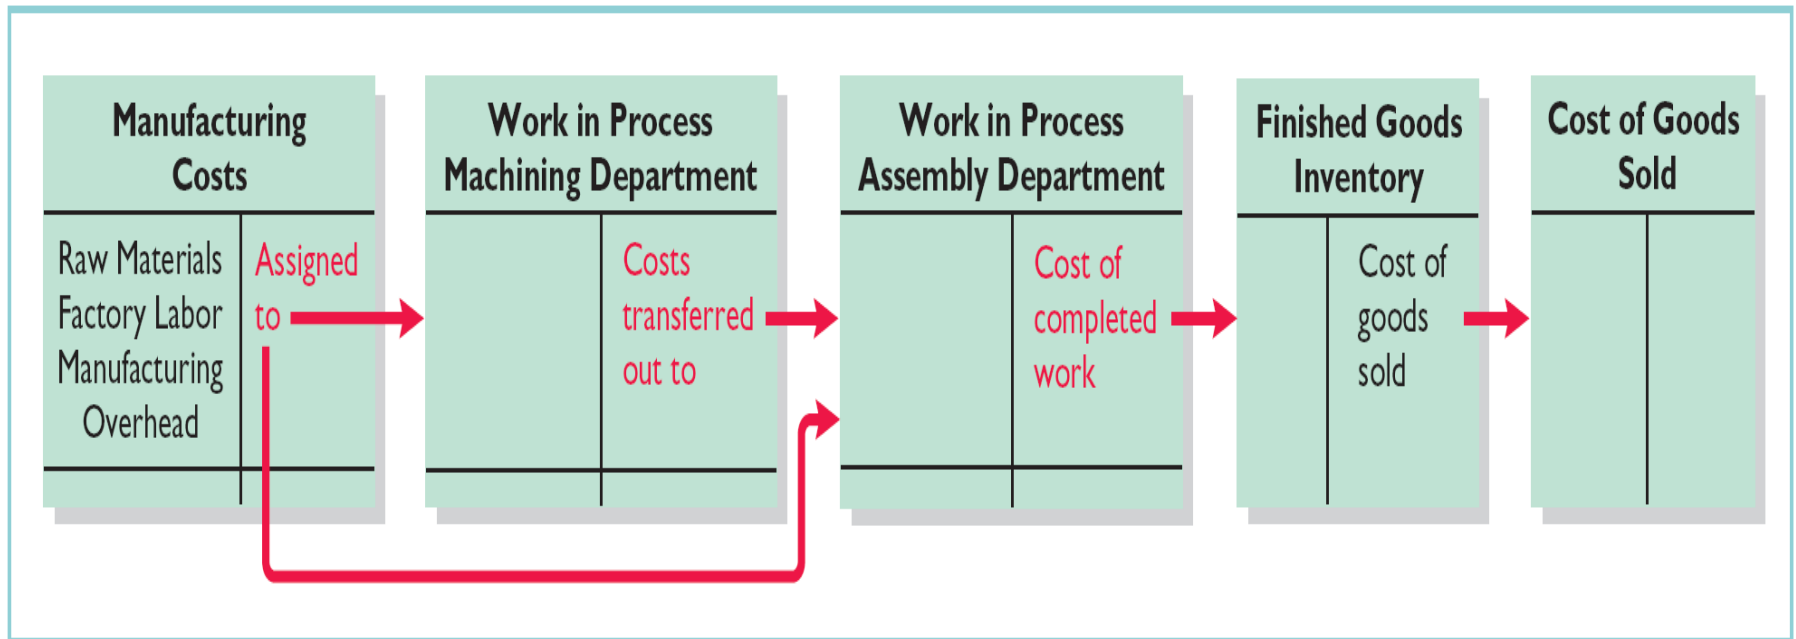 Manufacturing
Costs
Raw Materials
Factory Labor
Manufacturing
Overhead
Assigned
to
Work in Process
Machining Department
Costs
transferred
out to
Work in Process
Assembly Department
Cost of
completed
work
Finished Goods
Inventory
Cost of
goods
sold
Cost of Goods
Sold